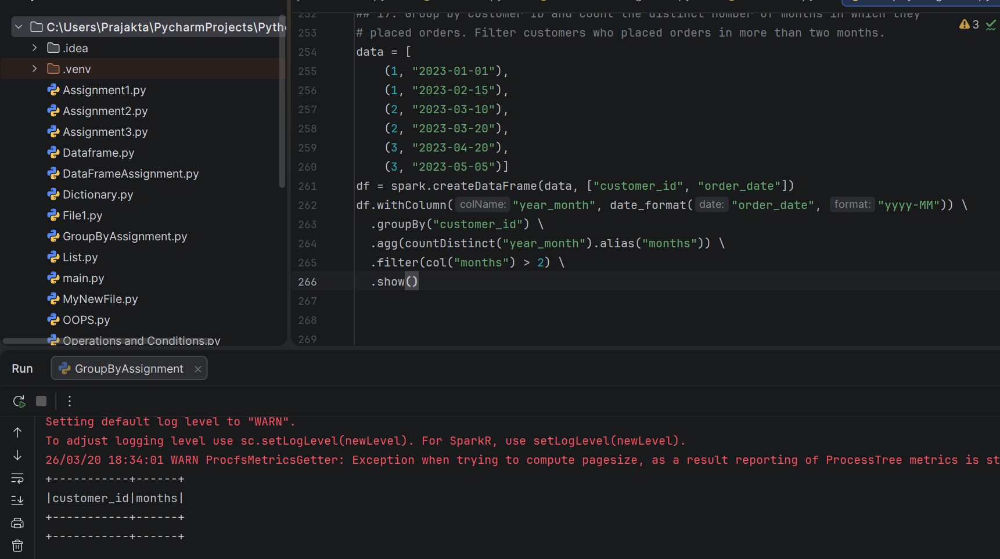 C:\Users\Prajakta\PycharmProjects\Pyth
.idea
.venv
Assignment1.py
Assignment2.py
Assignment3.py
Dataframe.py
DataFrameAssignment.py
Dictionary.py
File1.py
GroupByAssignment.py
List.py
main.py
MyNewFile.py
OOPS.py
Operations and Conditions.py
3
252 ## 17. Group by customer ID and count the distinct number of months in which they
253 # placed orders. Filter customers who placed orders in more than two months.
254 data = [
255 (1, "2023-01-01"),
256 (1, "2023-02-15"),
257 (2, "2023-03-10"),
258 (2, "2023-03-20"),
259 (3, "2023-04-20"),
260 (3, "2023-05-05")]
261 df = spark.createDataFrame(data, ["customer_id", "order_date"])
262 df.withColumn( colName: "year_month", date_format( date: "order_date", format: "yyyy-MM")) \
263 .groupBy("customer_id") \
264 .agg(countDistinct("year_month").alias("months")) \
265 .filter(col("months") > 2) \
266 .show()
267
268
269
Run GroupByAssignment
Setting default log level to "WARN".
To adjust logging level use sc.setLogLevel(newLevel). For SparkR, use setLogLevel(newLevel).
26/03/20 18:34:01 WARN ProcfsMetricsGetter: Exception when trying to compute pagesize, as a result reporting of ProcessTree metrics is st
+-----------+------+
|customer_id|months|
+-----------+------+
+-----------+------+